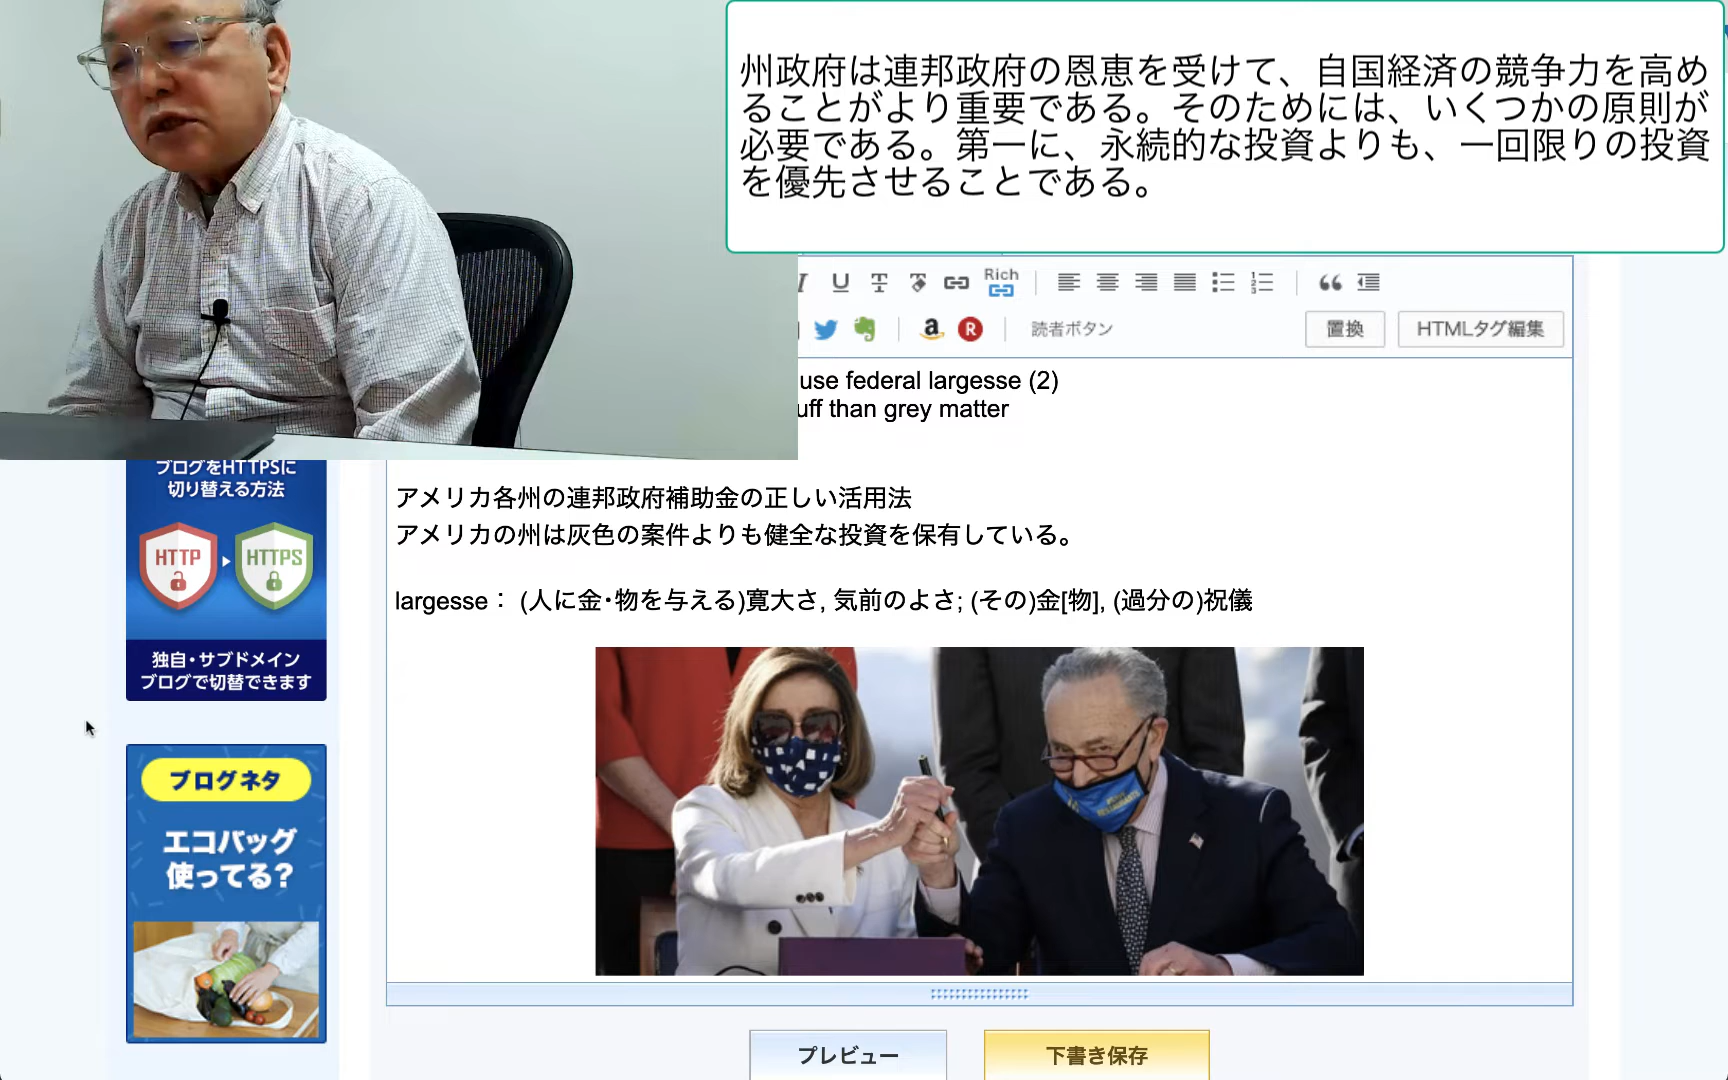 州政府は連邦政府の恩恵を受けて、自国経済の競争力を高め
ることがより重要である。そのためには、いくつかの原則が
必要である。第一に、永続的な投資よりも、一回限りの投資
を優先させることである。
Rich
読者ボタン
置換
HTMLタグ編集
use federal largesse (2)
uff than grey matter
アメリカ各州の連邦政府補助金の正しい活用法
アメリカの州は灰色の案件よりも健全な投資を保有している。
largesse： (人に金･物を与える)寛大さ, 気前のよさ; (その)金[物], (過分の)祝儀
ブログをHTTPSに
切り替える方法
HTTP
HTTPS
独自・サブドメイン
ブログで切替できます
ブログネタ
エコバッグ
使ってる?
プレビュー
下書き保存